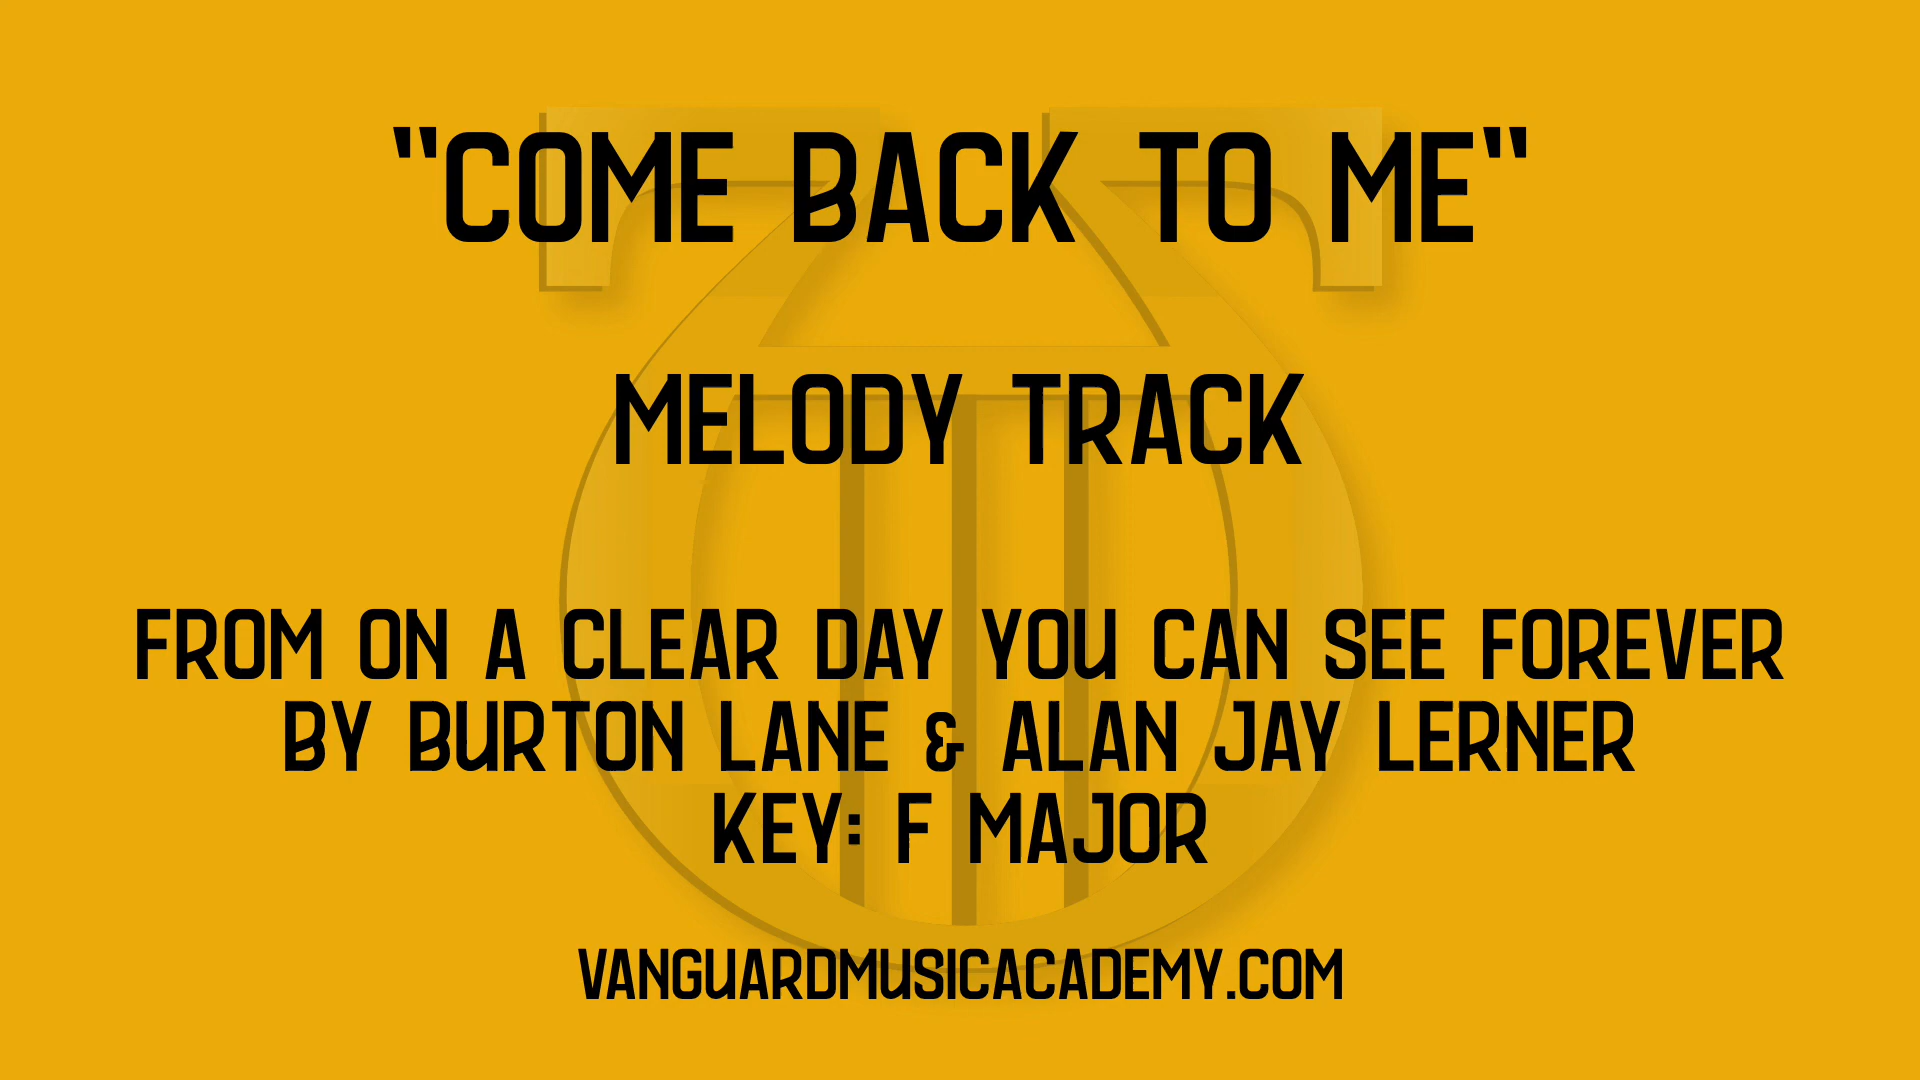 "COME BACK TO ME"
MELODY TRACK
FROM ON A CLEAR DAY YOU CAN SEE FOREVER
BY BURTON LANE & ALAN JAY LERNER
KEY: F MAJOR
VANGUARDMUSICACADEMY.COM